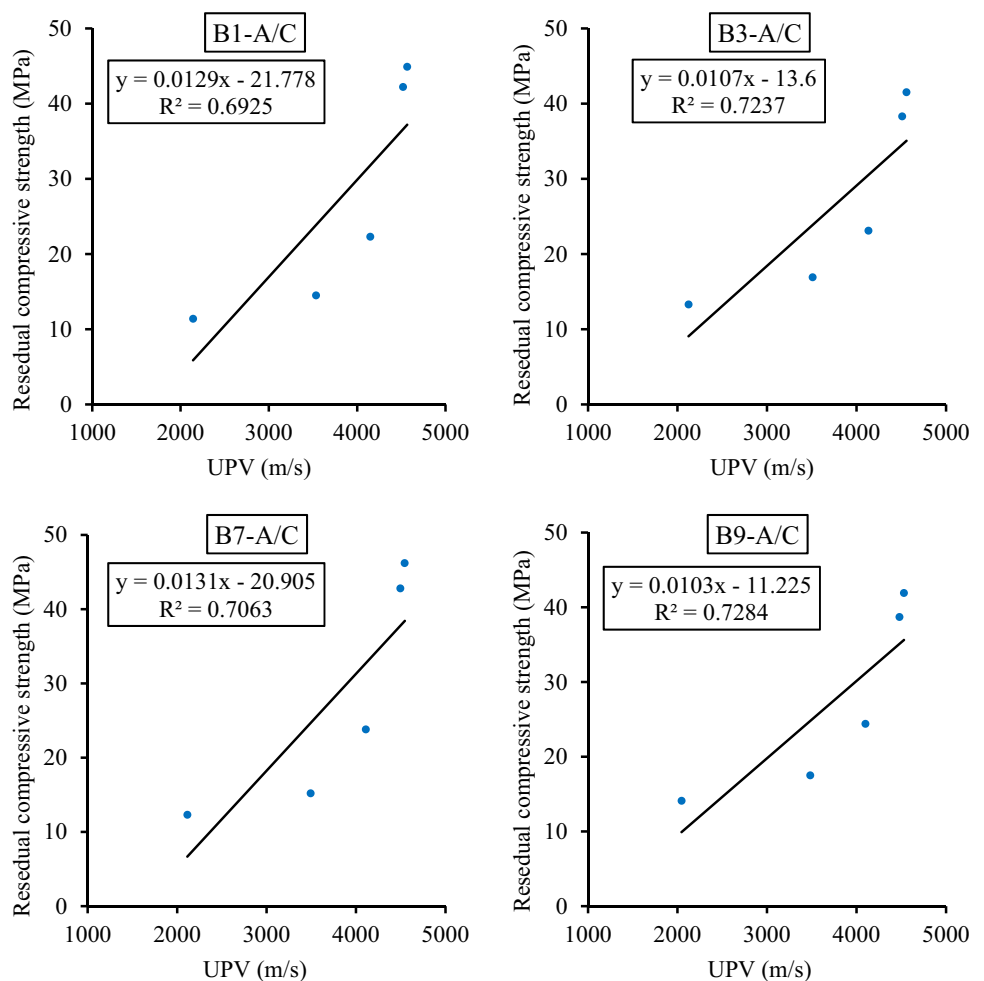 B1-A/C
y = 0.0129x - 21.778
R² = 0.6925
Resedual compressive strength (MPa)
50
40
30
20
10
0
1000 2000 3000 4000 5000
UPV (m/s)
B3-A/C
y = 0.0107x - 13.6
R² = 0.7237
Resedual compressive strength (MPa)
50
40
30
20
10
0
1000 2000 3000 4000 5000
UPV (m/s)
B7-A/C
y = 0.0131x - 20.905
R² = 0.7063
Resedual compressive strength (MPa)
50
40
30
20
10
0
1000 2000 3000 4000 5000
UPV (m/s)
B9-A/C
y = 0.0103x - 11.225
R² = 0.7284
Resedual compressive strength (MPa)
50
40
30
20
10
0
1000 2000 3000 4000 5000
UPV (m/s)